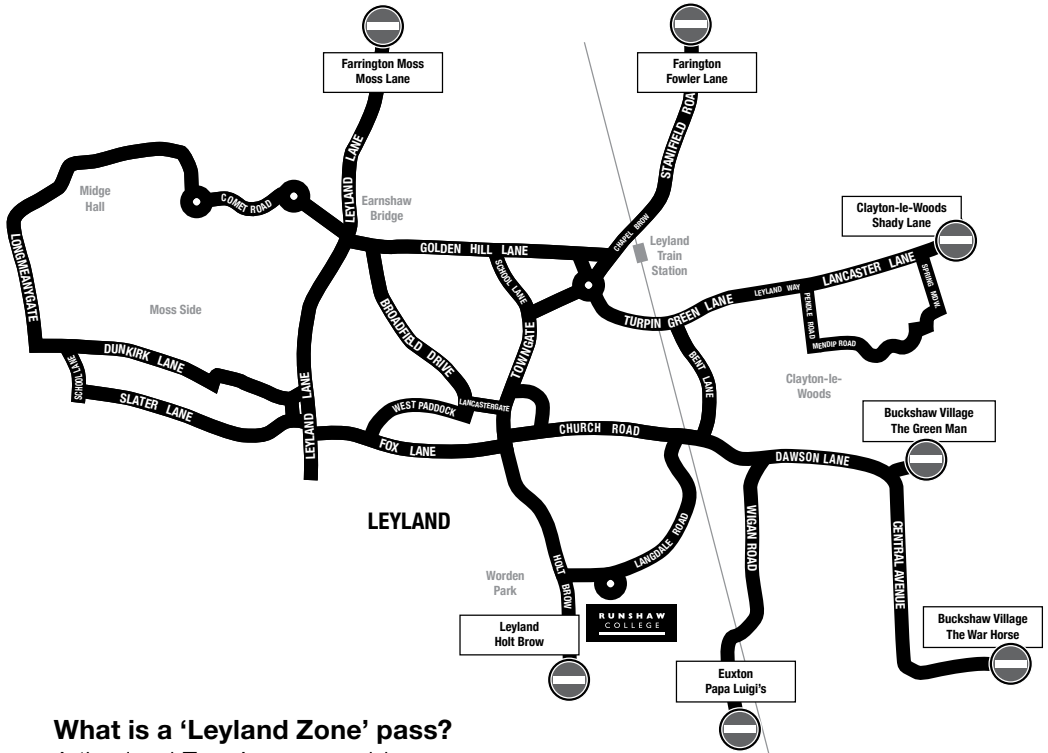 Farrington Moss
Moss Lane
Farington
Fowler Lane
STANIFIELD ROA
LEYLAND LANE
Midge
Hall
COMET ROAD
Earnshaw
Bridge
CHAPEL BROW
Clayton-le-Woods
Shady Lane
GOLDEN HILL LANE
Leyland
Train
Station
LONGMEANYGATE
SCHOOL LANE
LANCASTER LANE
SPRING MDW.
LEYLAND WAY
PENDLE ROAD
Moss Side
TURPIN GREEN LANE
BROADFIELD DRIVE
TOWNGATE
MENDIP ROAD
DUNKIRK LANE
SCHOOL LANE
BENT LANE
Clayton-le-
Woods
SLATER LANE
LEYLAND LANE
WEST PADDOCK
LANCASTERGATE
Buckshaw Village
The Green Man
CHURCH ROAD
FOX LANE
DAWSON LANE
LEYLAND
WIGAN ROAD
CENTRAL AVENUE
LANGDALE ROAD
HOLT BROW
Worden
Park
RUNSHAW
COLLEGE
Leyland
Holt Brow
Buckshaw Village
The War Horse
Euxton
Papa Luigi's
What is a ‘Leyland Zone’ pass?